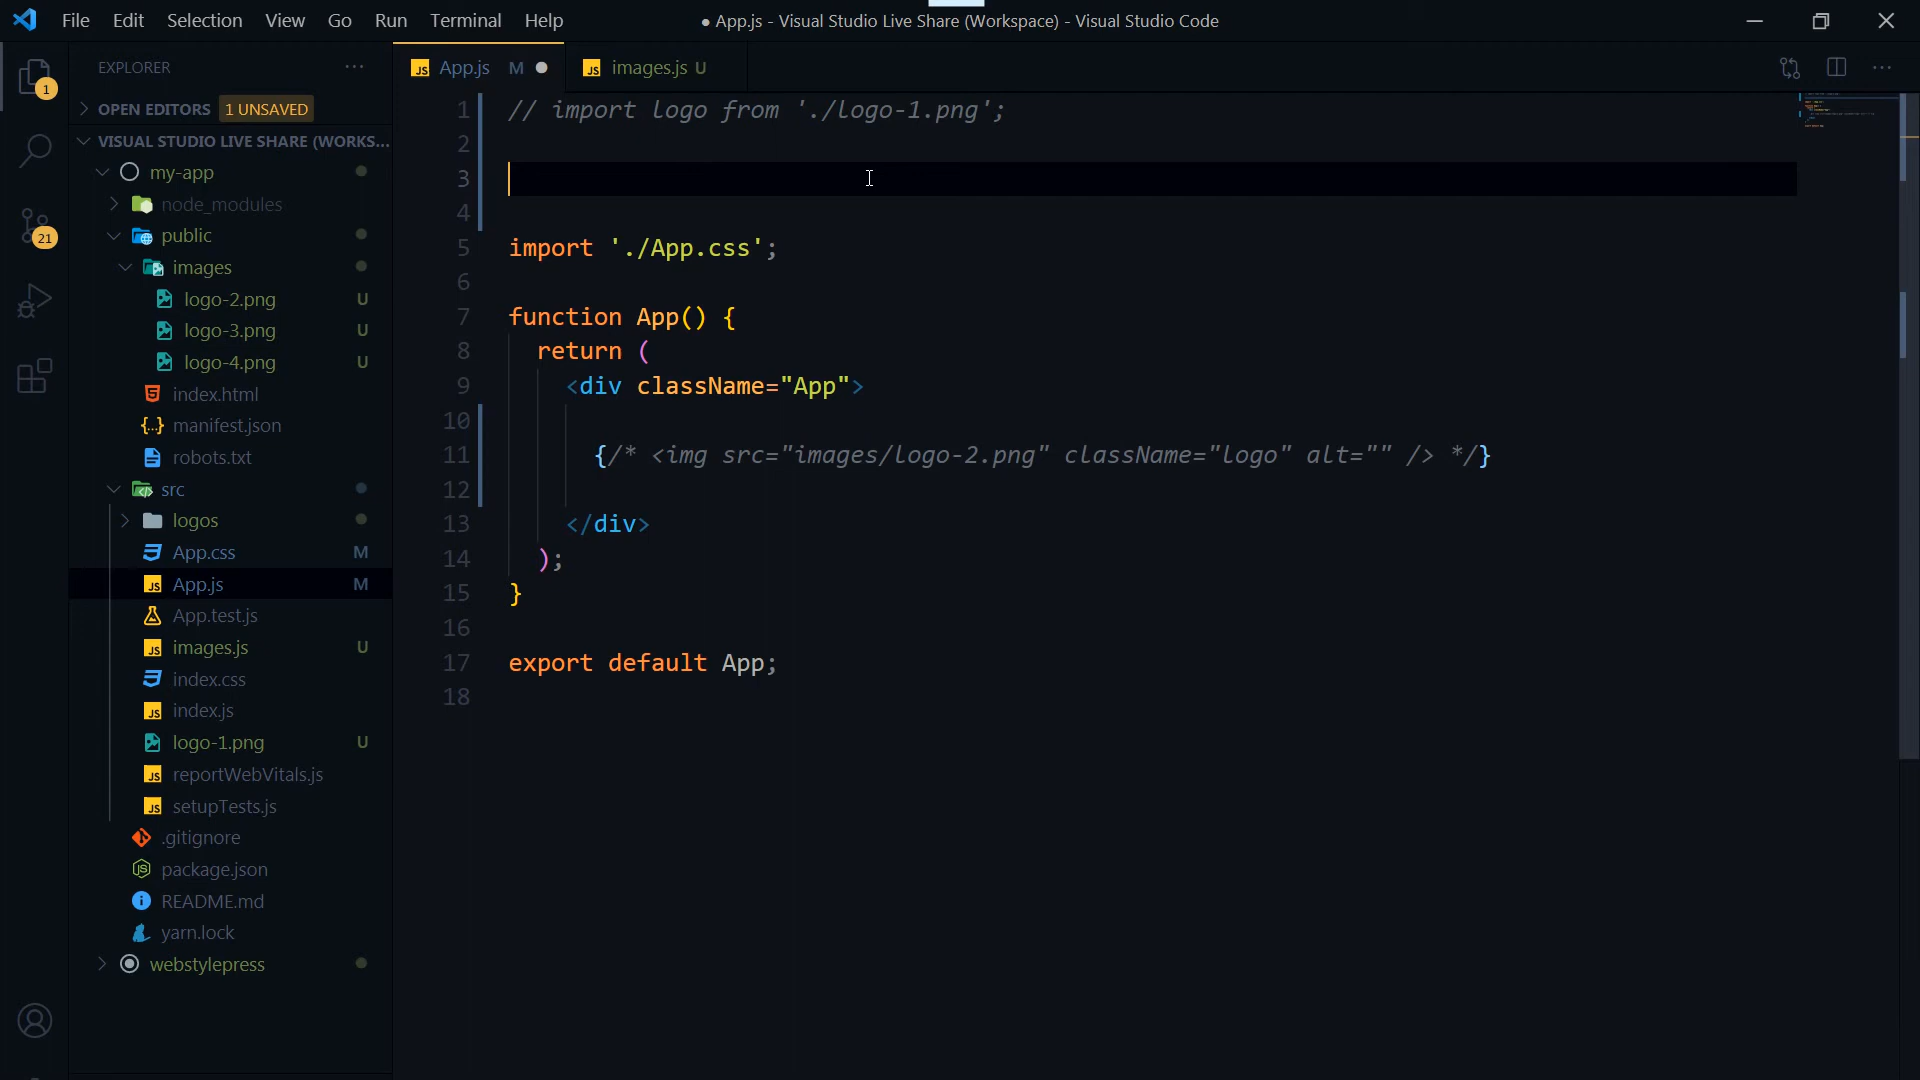 File Edit Selection View Go Run Terminal Help
● App.js - Visual Studio Live Share (Workspace) - Visual Studio Code
EXPLORER
1
21
OPEN EDITORS 1 UNSAVED
VISUAL STUDIO LIVE SHARE (WORKS...
my-app
node_modules
public
images
logo-2.png U
logo-3.png U
logo-4.png U
index.html
manifest.json
robots.txt
src
logos
App.css M
App.js M
App.test.js
images.js U
index.css
index.js
logo-1.png U
reportWebVitals.js
setupTests.js
.gitignore
package.json
README.md
yarn.lock
webstylepress
JS App.js M ●
JS images.js U
1 // import logo from './logo-1.png';
2
3
4
5 import './App.css';
6
7 function App() {
8 return (
9 <div className="App">
10
11 {/* <img src="images/logo-2.png" className="logo" alt="" /> */}
12
13 </div>
14 );
15 }
16
17 export default App;
18